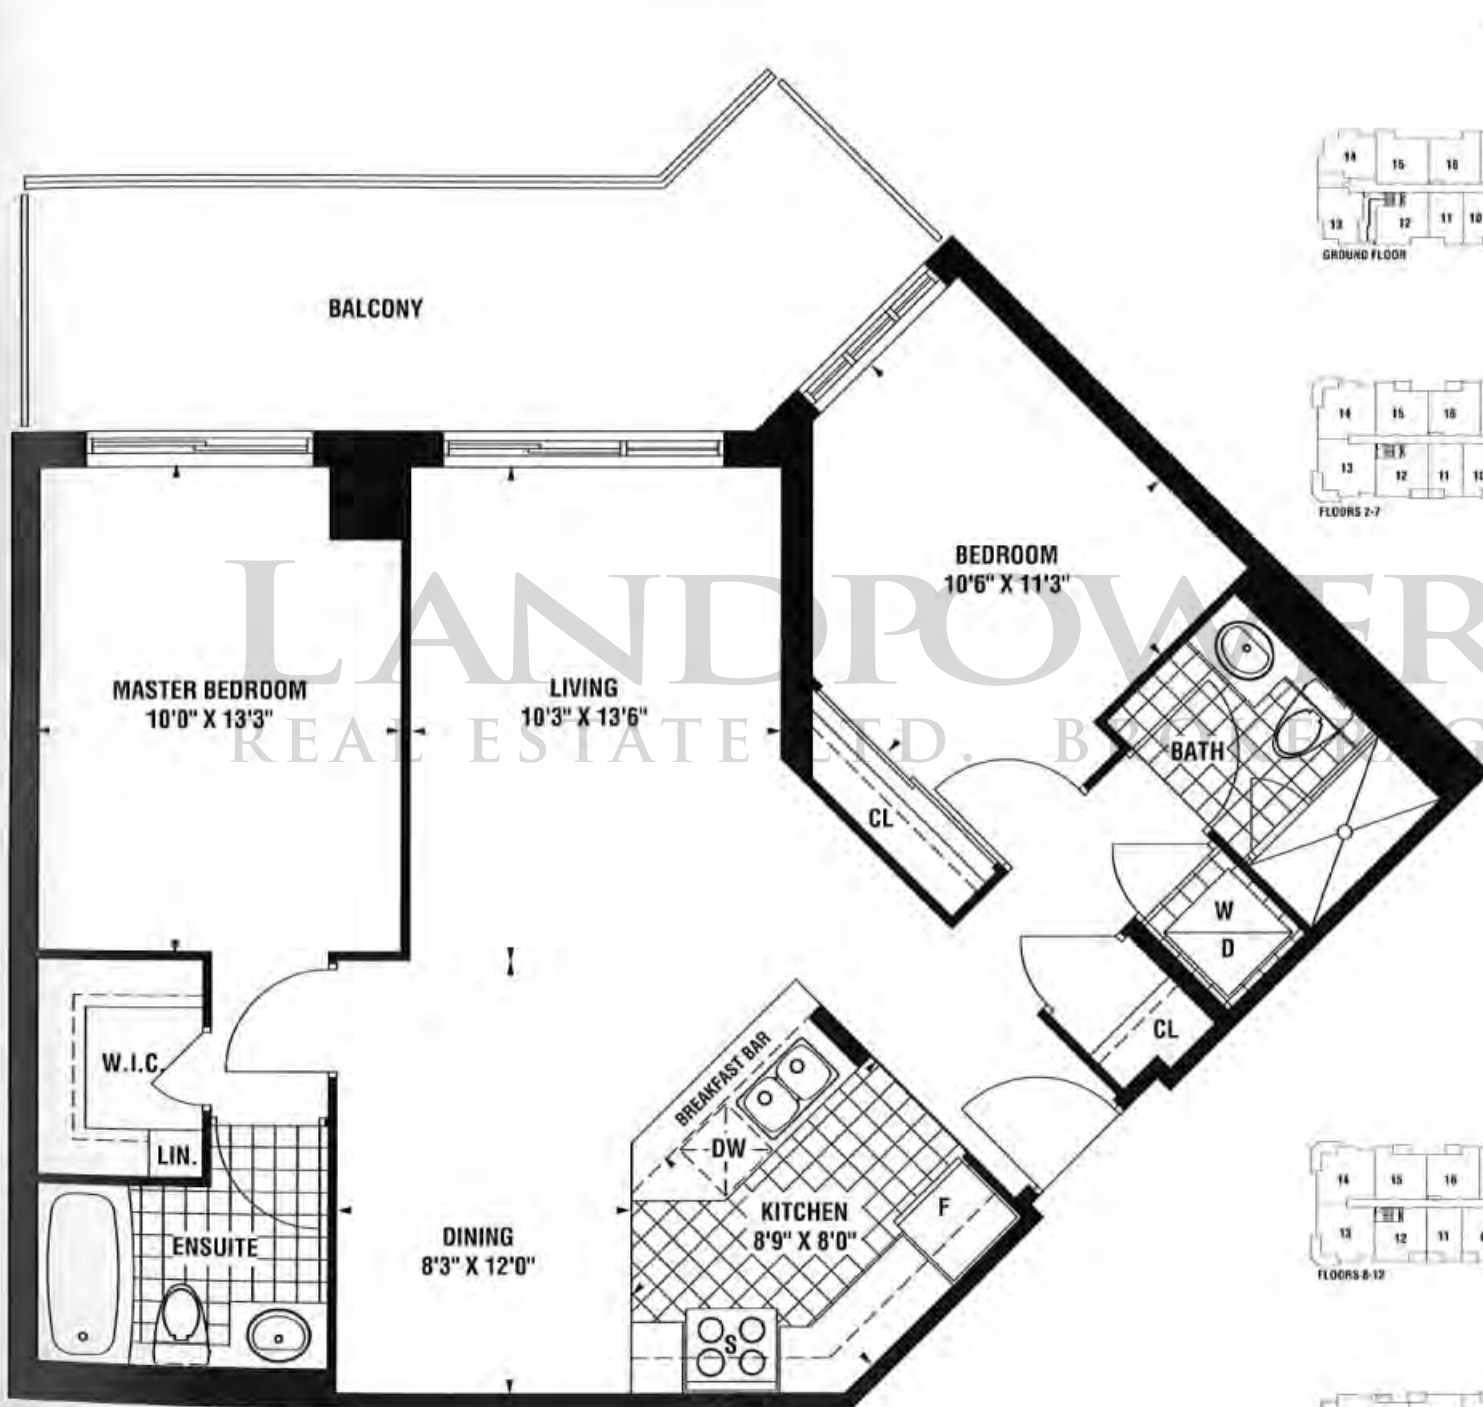 BALCONY
MASTER BEDROOM
10'0" X 13'3"
LIVING
10'3" X 13'6"
BEDROOM
10'6" X 11'3"
BATH
CL
W
D
CL
W.I.C.
LIN.
ENSUITE
DINING
8'3" X 12'0"
BREAKFAST BAR
DW
KITCHEN
8'9" X 8'0"
F
S
LANDPOWER
REAL ESTATE LTD. BROKERAG
14 15 16
13 12 11 10
GROUND FLOOR
14 15 16
13 12 11 10
FLOORS 2-7
14 15 16
13 12 11
FLOORS 8-12